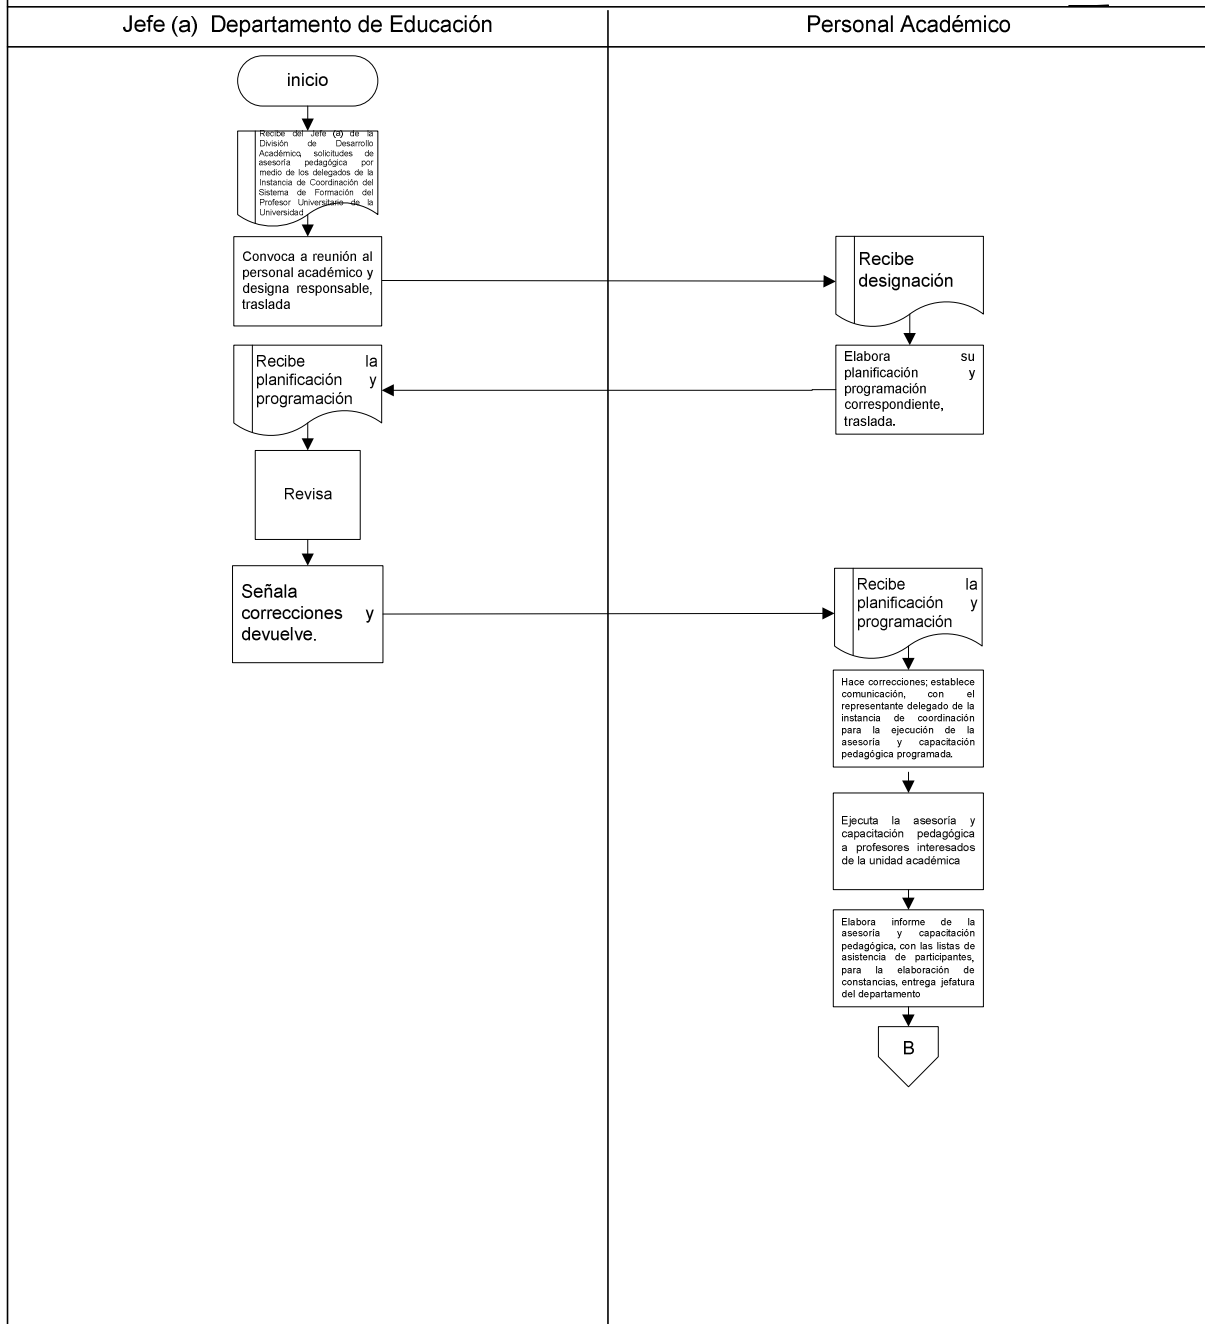 Jefe (a)  Departamento de Educación
Personal Académico
inicio
Recibe del Jefe (a) de la
División de Desarrollo
Académico, solicitudes de
asesoría pedagógica por
medio de los delegados de la
Instancia de Coordinación del
Sistema de Formación del
Profesor Universitario de la
Universidad
Convoca a reunión al
personal académico y
designa responsable,
traslada
Recibe
designación
Elabora su
planificación y
programación
correspondiente,
traslada.
Recibe la
planificación y
programación
Revisa
Señala
correcciones y
devuelve.
Recibe la
planificación y
programación
Hace correcciones; establece
comunicación, con el
representante delegado de la
instancia de coordinación
para la ejecución de la
asesoría y capacitación
pedagógica programada.
Ejecuta la asesoría y
capacitación pedagógica
a profesores interesados
de la unidad académica
Elabora informe de la
asesoría y capacitación
pedagógica, con las listas de
asistencia de participantes,
para la elaboración de
constancias, entrega jefatura
del departamento
B